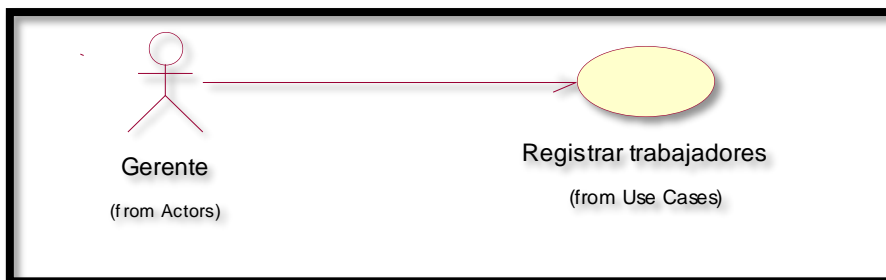 Gerente
(from Actors)
Registrar trabajadores
(from Use Cases)